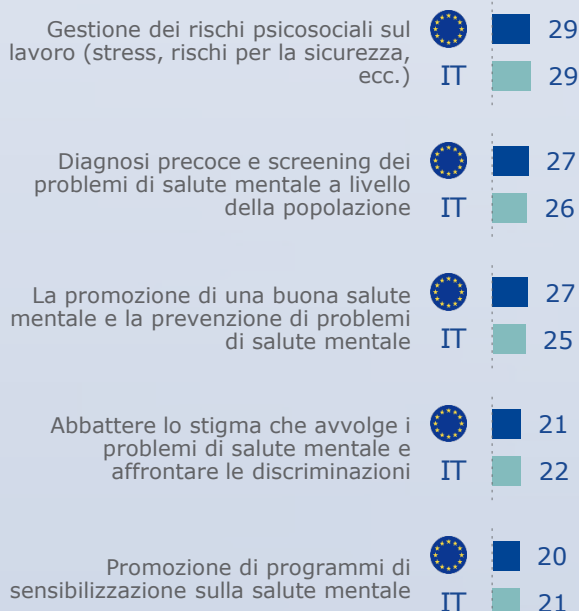 Gestione dei rischi psicosociali sul
lavoro (stress, rischi per la sicurezza,
ecc.)
29
IT 29
Diagnosi precoce e screening dei
problemi di salute mentale a livello
della popolazione
27
IT 26
La promozione di una buona salute
mentale e la prevenzione di problemi
di salute mentale
27
IT 25
Abbattere lo stigma che avvolge i
problemi di salute mentale e
affrontare le discriminazioni
21
IT 22
Promozione di programmi di
sensibilizzazione sulla salute mentale
20
IT 21